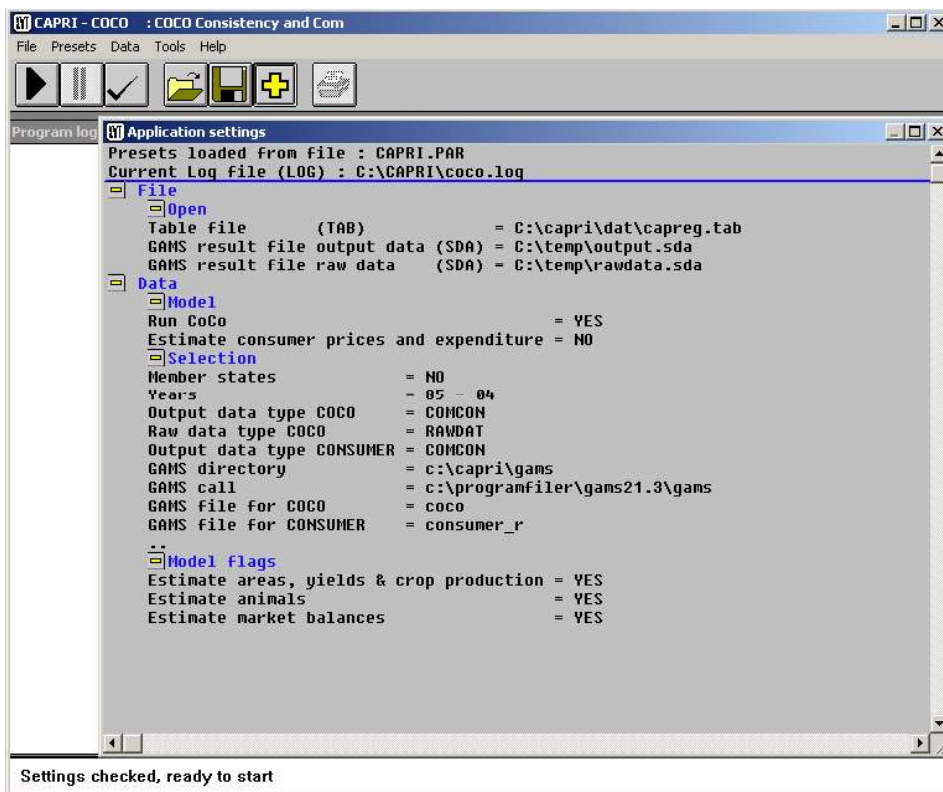 CAPRI - COCO : COCO Consistency and Com
File Presets Data Tools Help
Program log
Application settings
Presets loaded from file : CAPRI.PAR
Current Log file (LOG) : C:\CAPRI\coco.log
File
Open
Table file (TAB) = C:\capri\dat\capreg.tab
GAMS result file output data (SDA) = C:\temp\output.sda
GAMS result file raw data (SDA) = C:\temp\rawdata.sda
Data
Model
Run CoCo = YES
Estimate consumer prices and expenditure = NO
Selection
Member states = NO
Years = 85 - 04
Output data type COCO = COMCON
Raw data type COCO = RAWDAT
Output data type CONSUMER = COMCON
GAMS directory = c:\capri\gams
GAMS call = c:\programfiler\gams21.3\gams
GAMS file for COCO = coco
GAMS file for CONSUMER = consumer_r
..
Model flags
Estimate areas, yields & crop production = YES
Estimate animals = YES
Estimate market balances = YES
Settings checked, ready to start